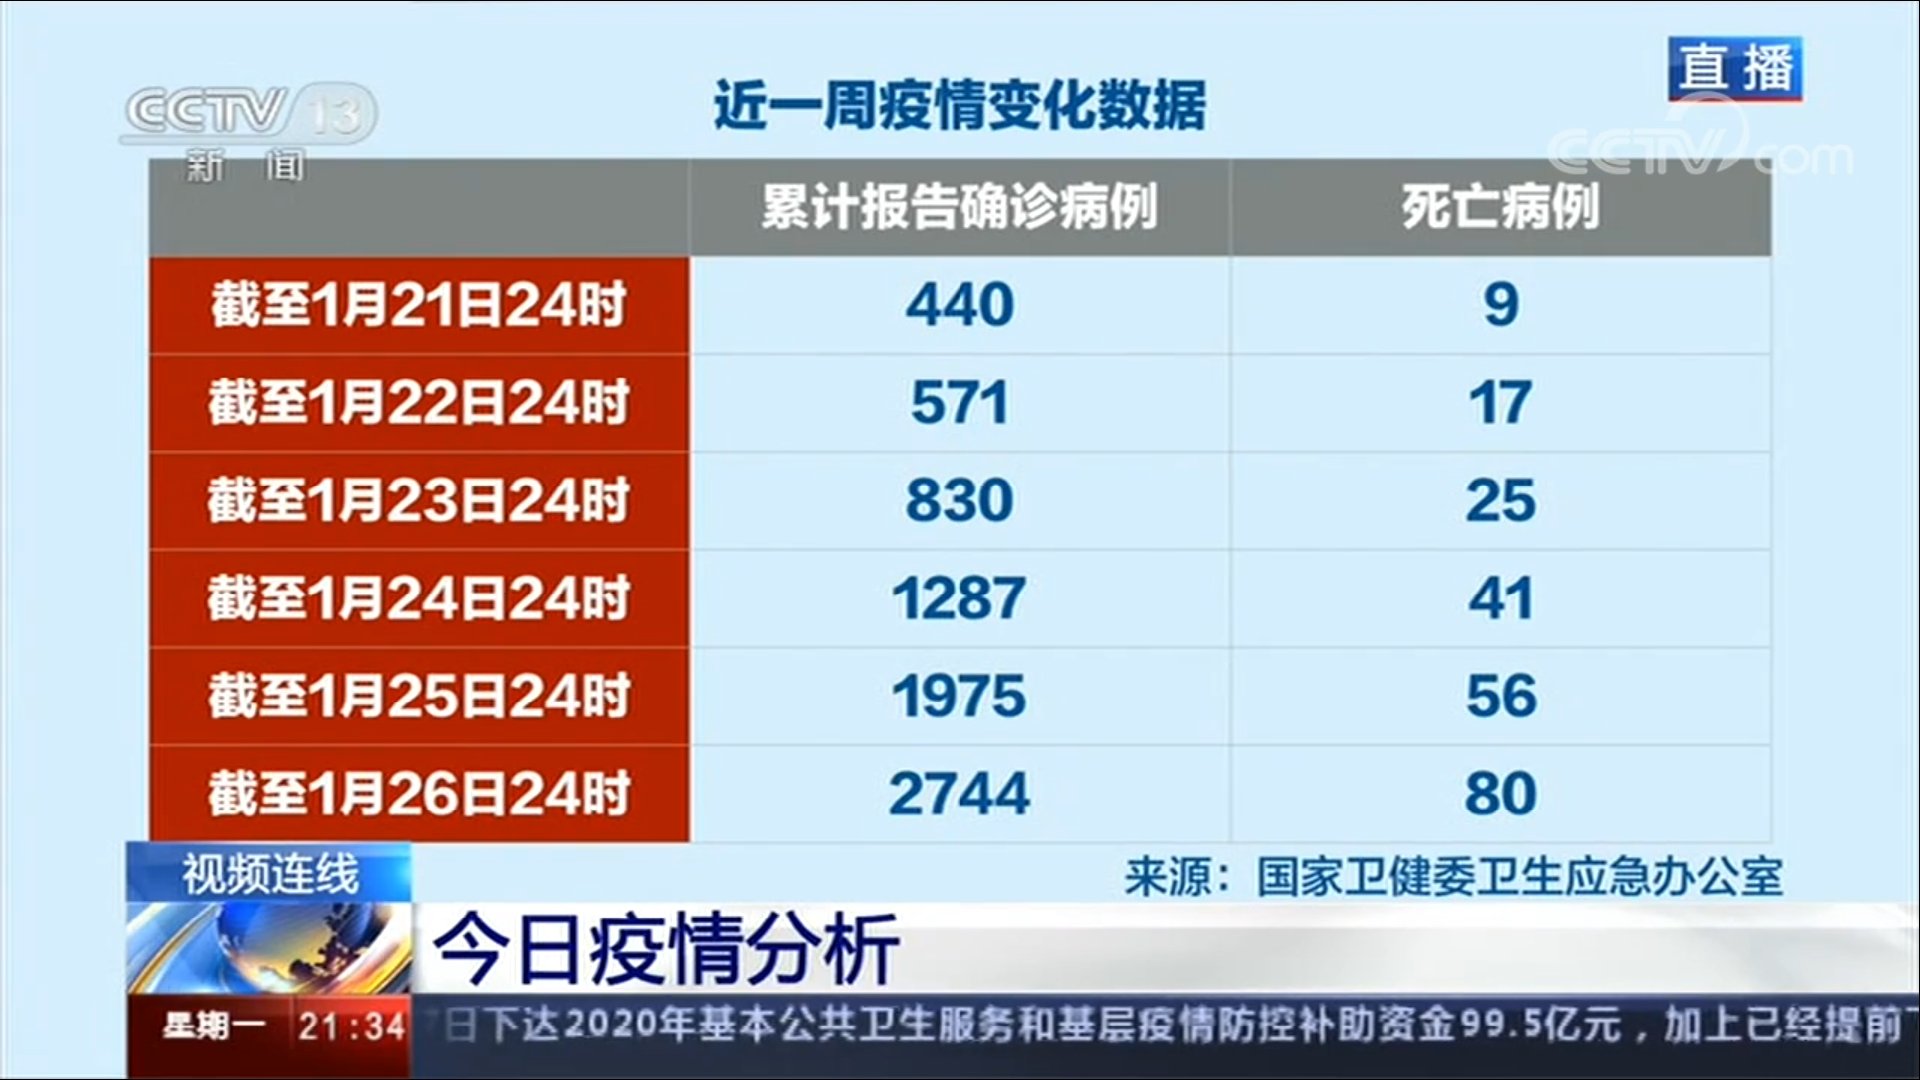 直播
CCTV 13
新闻
CCTV.com
近一周疫情变化数据
累计报告确诊病例 死亡病例
截至1月21日24时 440 9
截至1月22日24时 571 17
截至1月23日24时 830 25
截至1月24日24时 1287 41
截至1月25日24时 1975 56
截至1月26日24时 2744 80
来源：国家卫健委卫生应急办公室
视频连线
今日疫情分析
星期一 21:34
日下达2020年基本公共卫生服务和基层疫情防控补助资金99.5亿元，加上已经提前